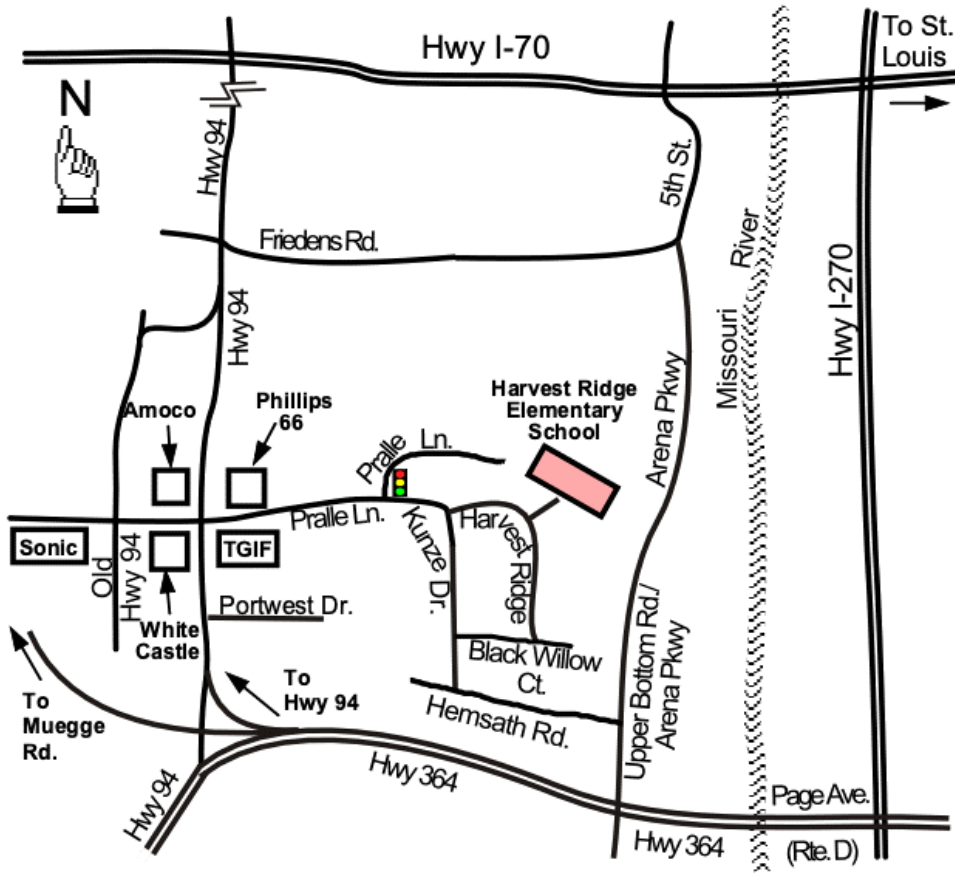 Hwy I-70
To St.
Louis
N
Hwy 94
5th St.
Friedens Rd.
Missouri River
Hwy I-270
Hwy 94
Arena Pkwy
Amoco
Phillips
66
Harvest Ridge
Elementary
School
Pralle Ln.
Pralle Ln.
Kunze Dr.
Harvest Ridge
Sonic
TGIF
Old
Hwy 94
White
Castle
Portwest Dr.
Black Willow
Ct.
Upper Bottom Rd./
Arena Pkwy
To
Muegge
Rd.
To
Hwy 94
Hemsath Rd.
Hwy 94
Hwy 364
Page Ave.
Hwy 364
(Rte. D)